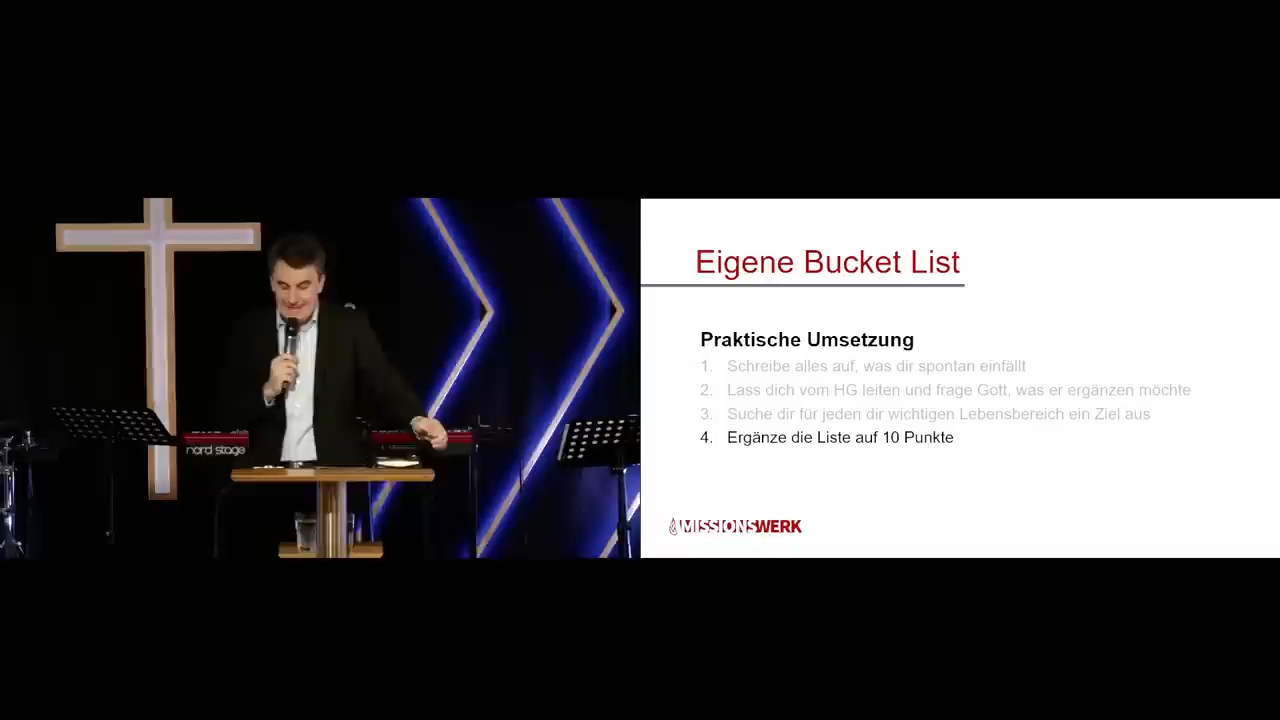 nord stage
Eigene Bucket List
Praktische Umsetzung
1. Schreibe alles auf, was dir spontan einfällt
2. Lass dich vom HG leiten und frage Gott, was er ergänzen möchte
3. Suche dir für jeden dir wichtigen Lebensbereich ein Ziel aus
4. Ergänze die Liste auf 10 Punkte
MISSIONSWERK